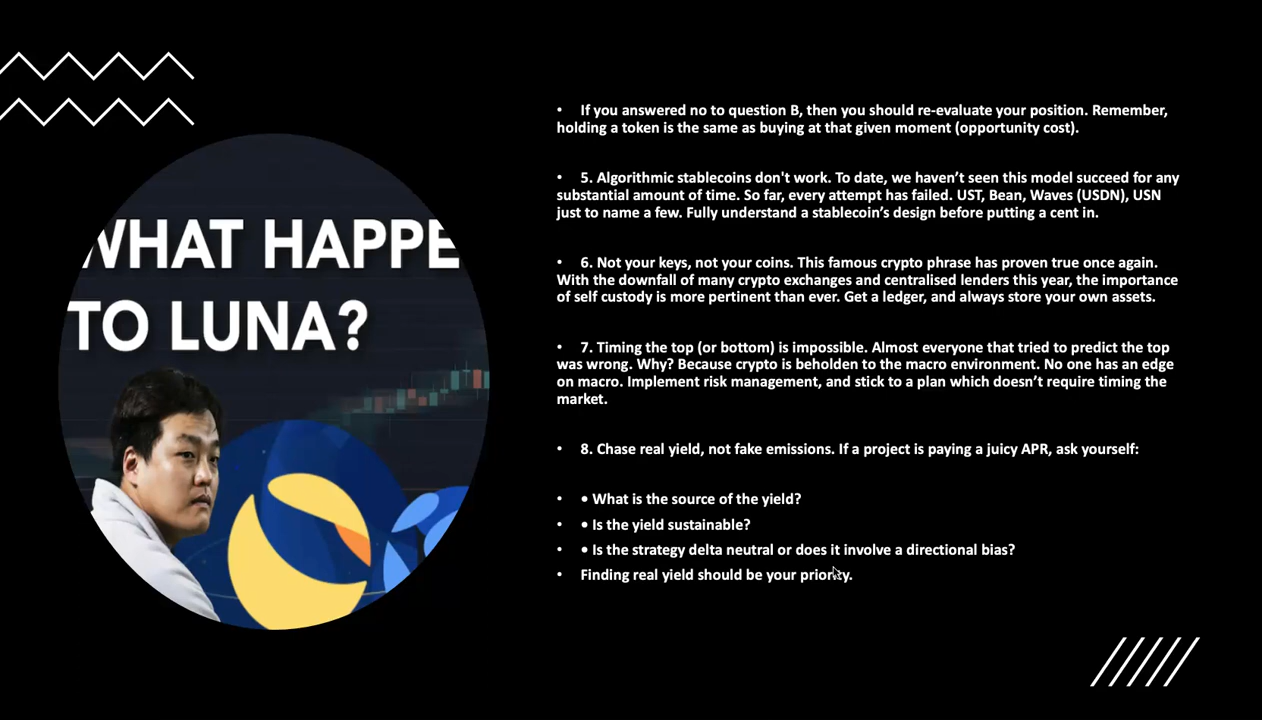 WHAT HAPPE
TO LUNA?
• If you answered no to question B, then you should re-evaluate your position. Remember,
holding a token is the same as buying at that given moment (opportunity cost).
• 5. Algorithmic stablecoins don't work. To date, we haven’t seen this model succeed for any
substantial amount of time. So far, every attempt has failed. UST, Bean, Waves (USDN), USN
just to name a few. Fully understand a stablecoin’s design before putting a cent in.
• 6. Not your keys, not your coins. This famous crypto phrase has proven true once again.
With the downfall of many crypto exchanges and centralised lenders this year, the importance
of self custody is more pertinent than ever. Get a ledger, and always store your own assets.
• 7. Timing the top (or bottom) is impossible. Almost everyone that tried to predict the top
was wrong. Why? Because crypto is beholden to the macro environment. No one has an edge
on macro. Implement risk management, and stick to a plan which doesn’t require timing the
market.
• 8. Chase real yield, not fake emissions. If a project is paying a juicy APR, ask yourself:
• • What is the source of the yield?
• • Is the yield sustainable?
• • Is the strategy delta neutral or does it involve a directional bias?
• Finding real yield should be your priority.